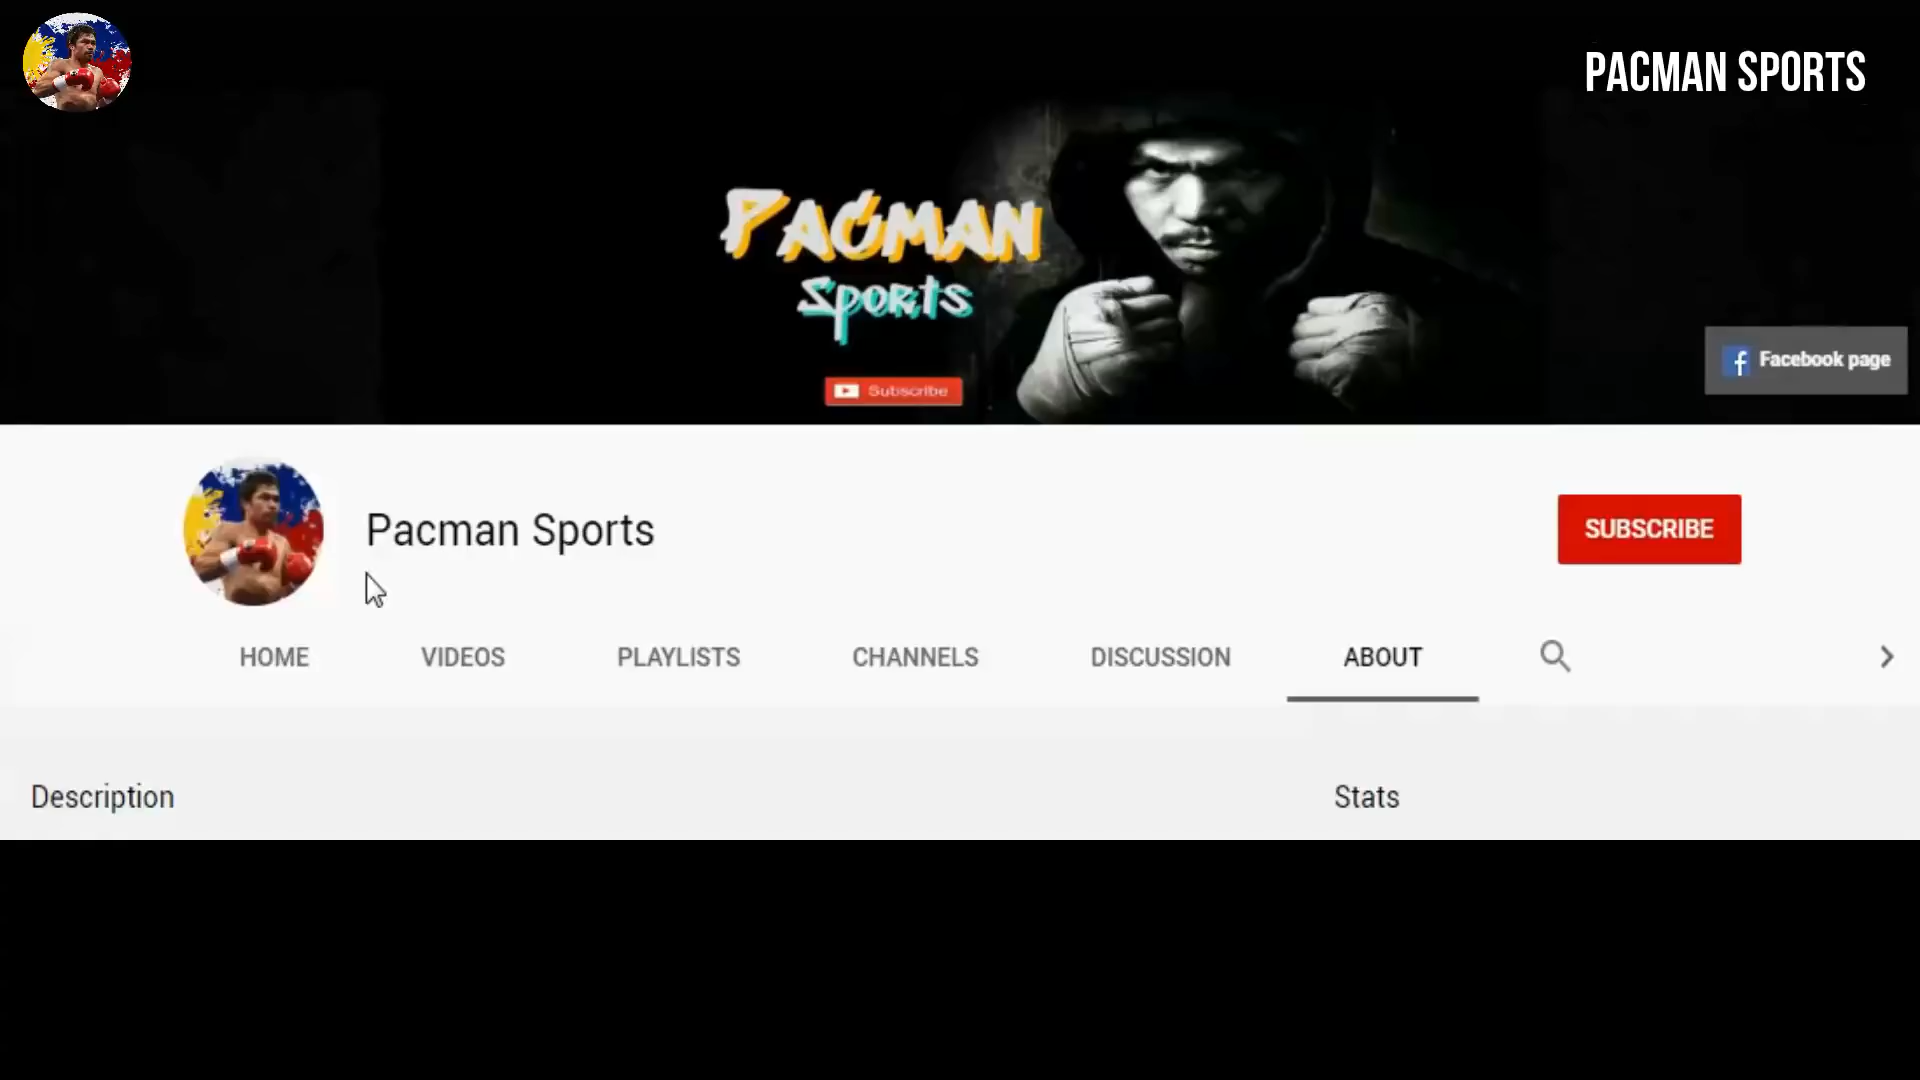 PACMAN SPORTS
PACMAN
Sports
Subscribe
Facebook page
Pacman Sports
SUBSCRIBE
HOME VIDEOS PLAYLISTS CHANNELS DISCUSSION ABOUT
Description Stats